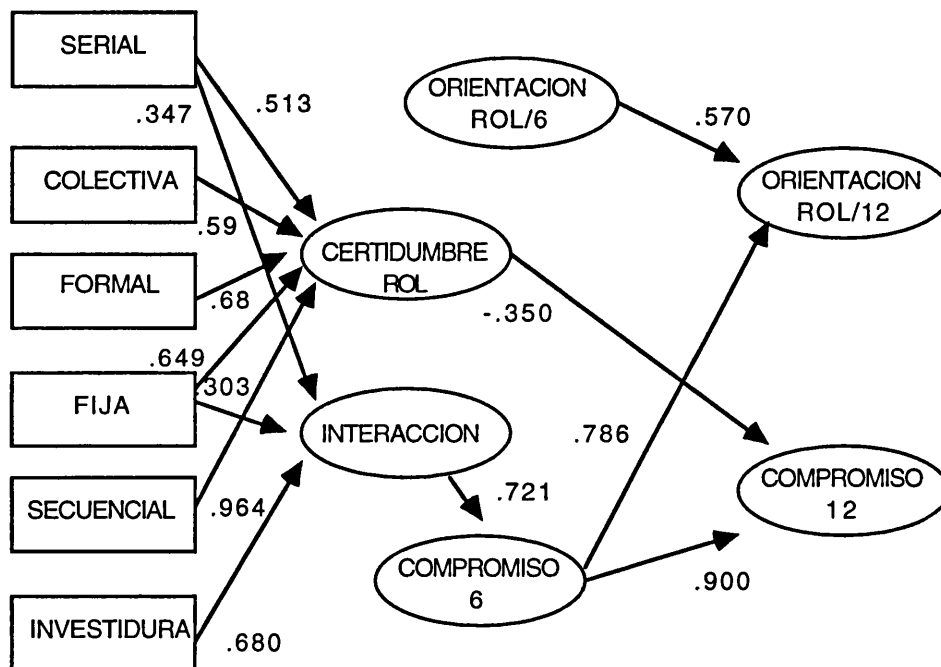 SERIAL
.347
.513
COLECTIVA
.59
FORMAL
.68
.649
.303
FIJA
SECUENCIAL
.964
INVESTIDURA
.680
CERTIDUMBRE
ROL
INTERACCION
.721
COMPROMISO
6
ORIENTACION
ROL/6
.570
-.350
.786
.900
ORIENTACION
ROL/12
COMPROMISO
12